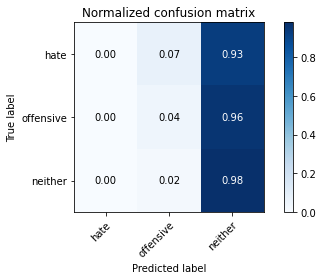 Normalized confusion matrix
hate 0.00 0.07 0.93
offensive 0.00 0.04 0.96
neither 0.00 0.02 0.98
hate offensive neither
True label
Predicted label
0.8
0.6
0.4
0.2
0.0